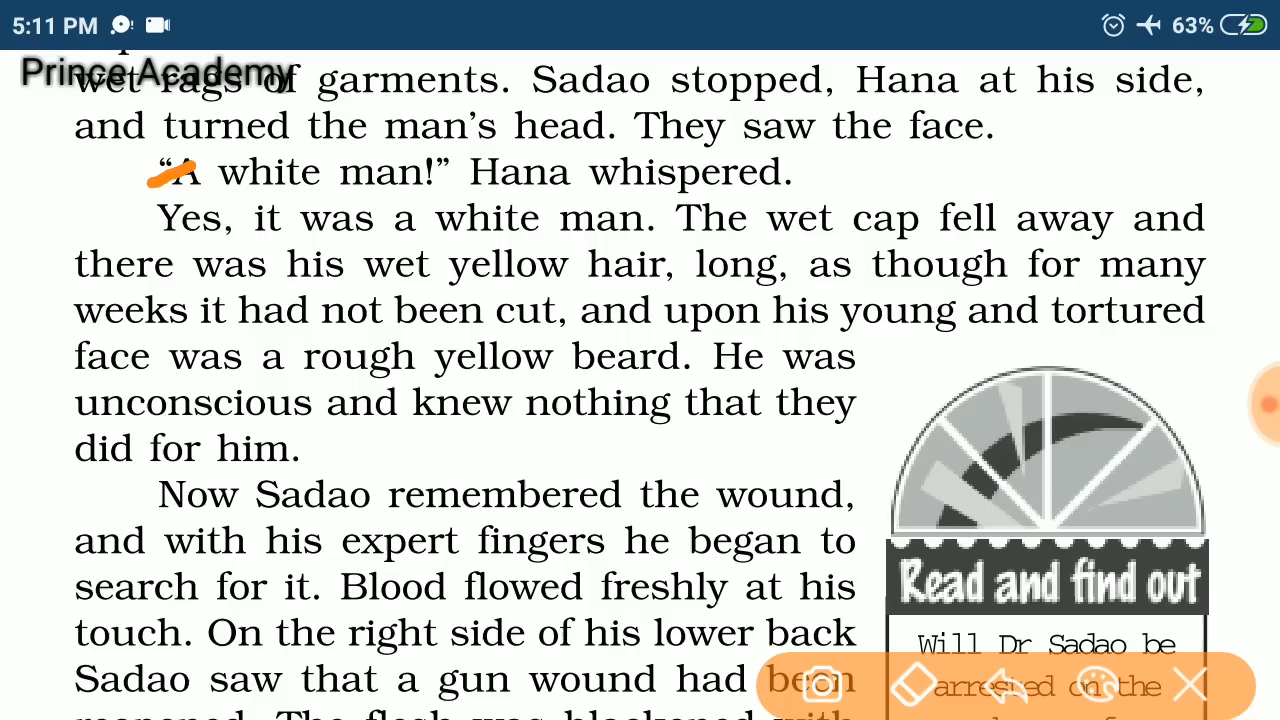 5:11 PM 63%
Prince Academy
wet rags of garments. Sadao stopped, Hana at his side,
and turned the man's head. They saw the face.
“A white man!” Hana whispered.
Yes, it was a white man. The wet cap fell away and
there was his wet yellow hair, long, as though for many
weeks it had not been cut, and upon his young and tortured
face was a rough yellow beard. He was
unconscious and knew nothing that they
did for him.
Now Sadao remembered the wound,
and with his expert fingers he began to
search for it. Blood flowed freshly at his
touch. On the right side of his lower back
Sadao saw that a gun wound had been
reopened. The flesh was blackened with
Read and find out
Will Dr Sadao be
arrested on the